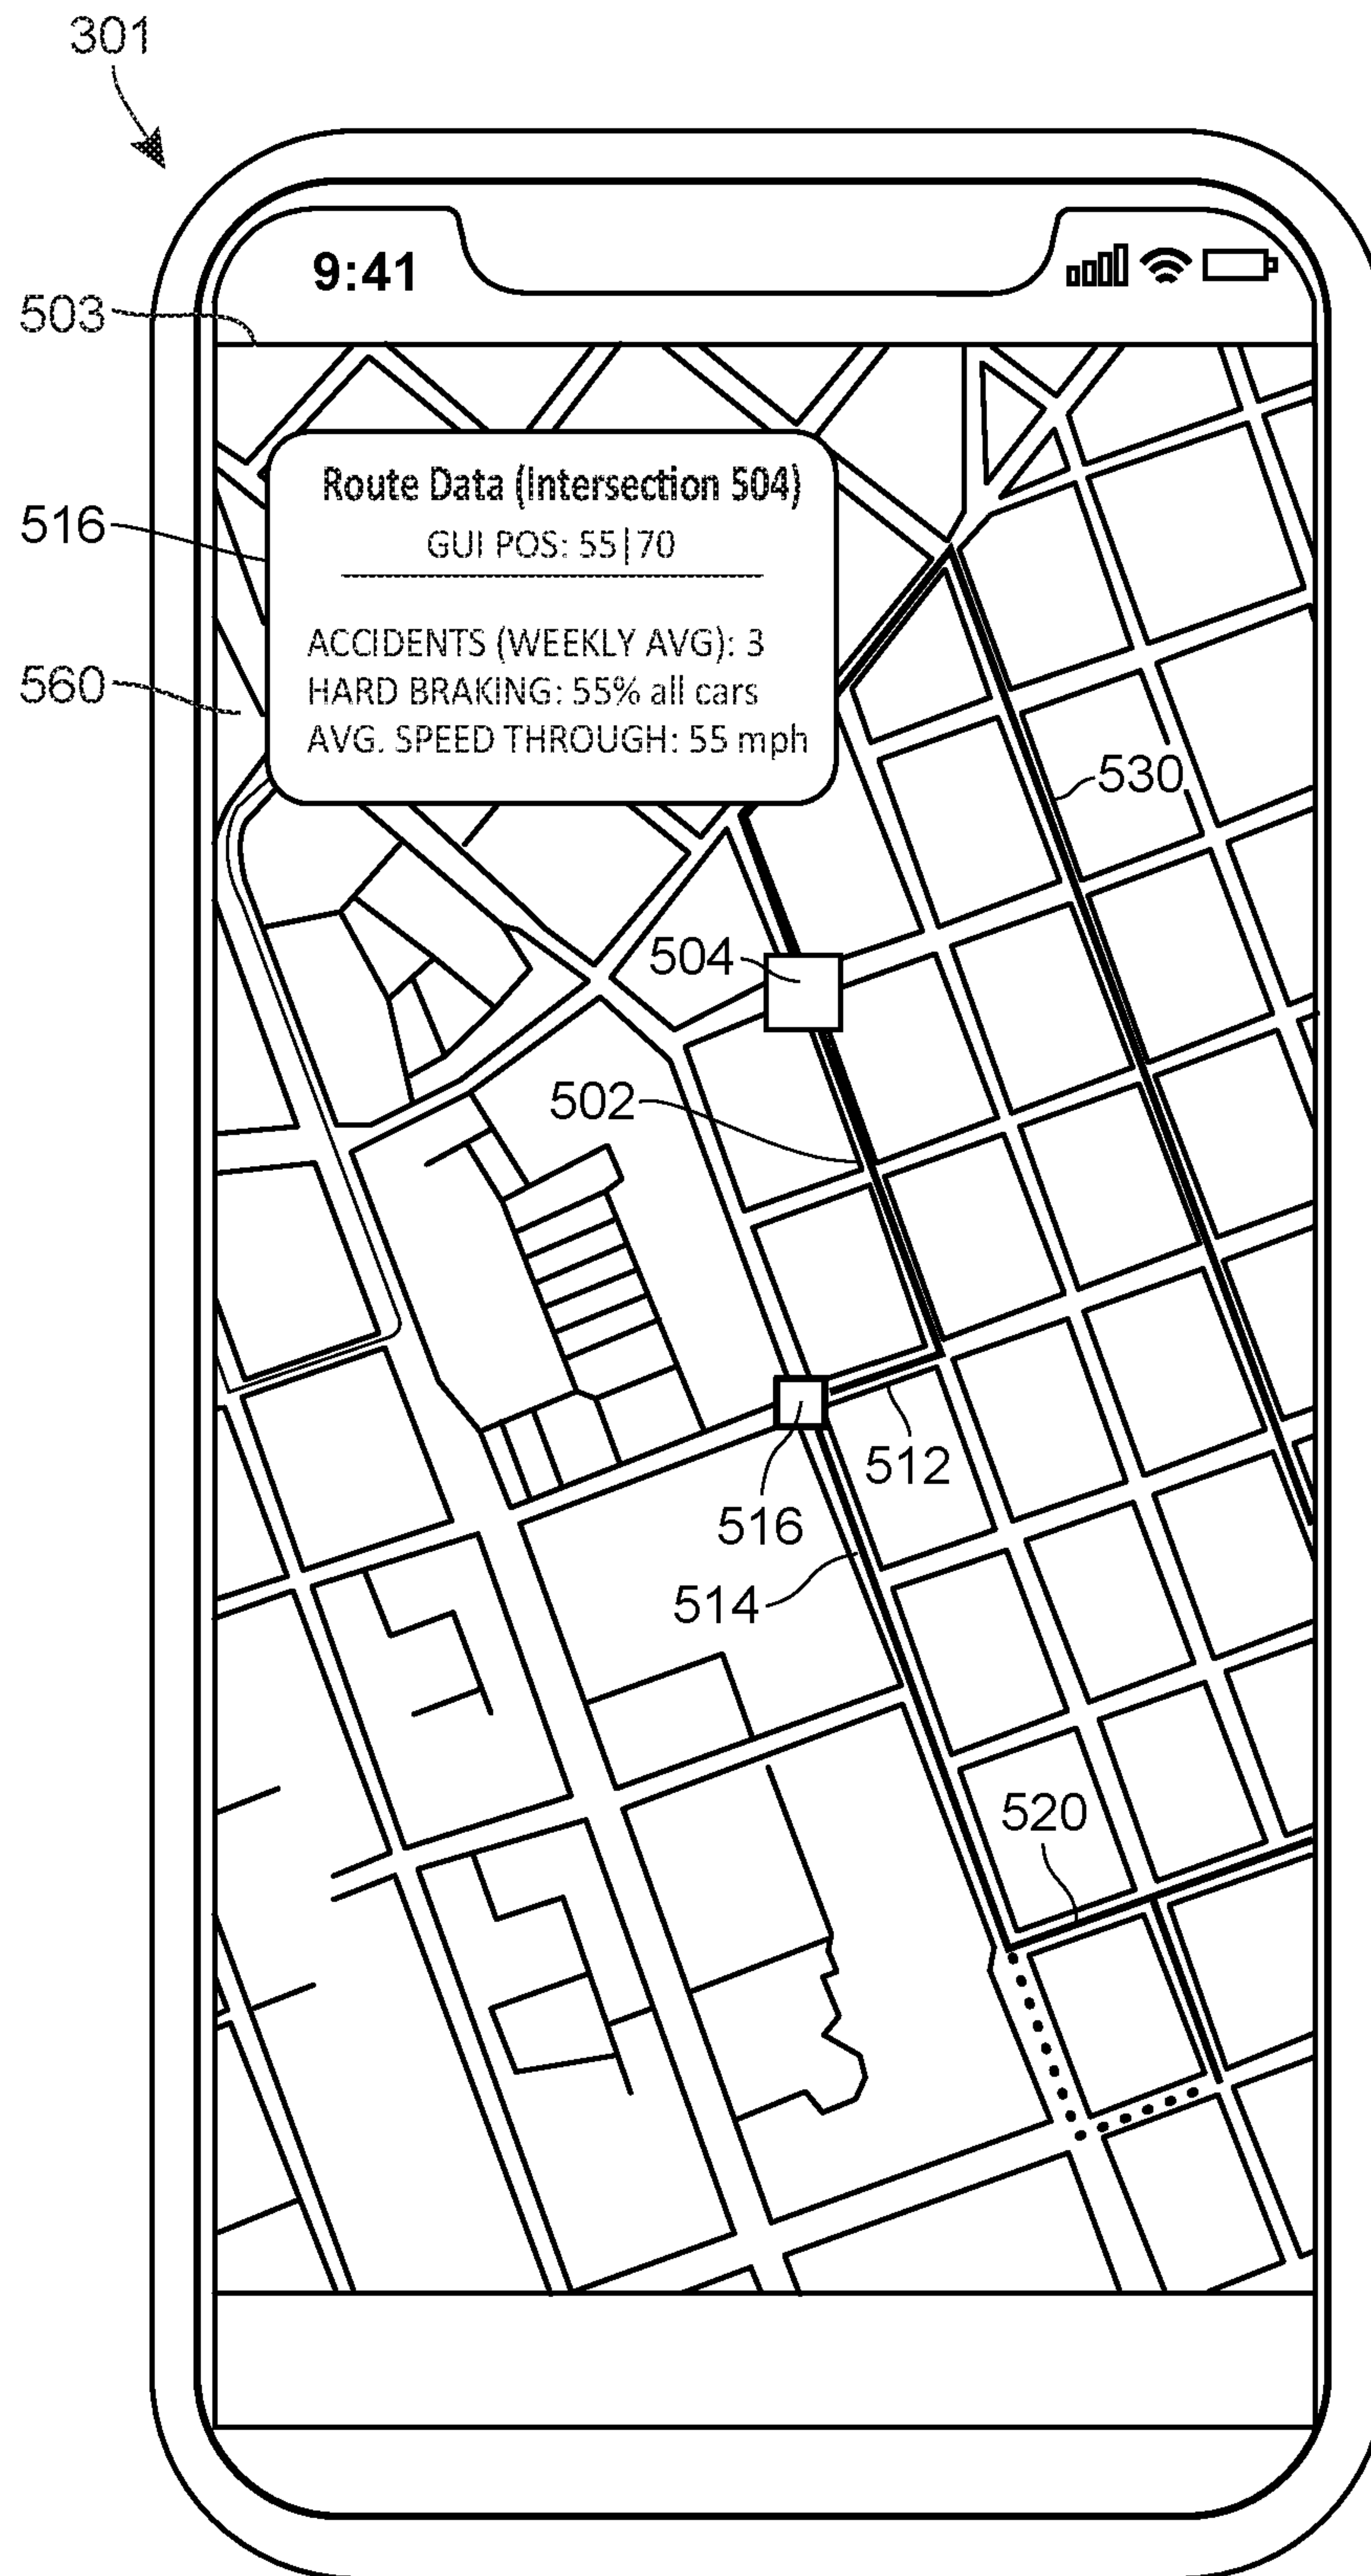 301
9:41
503
Route Data (Intersection 504)
516
GUI POS: 55|70
ACCIDENTS (WEEKLY AVG): 3
560
HARD BRAKING: 55% all cars
AVG. SPEED THROUGH: 55 mph
530
504
502
512
516
514
520